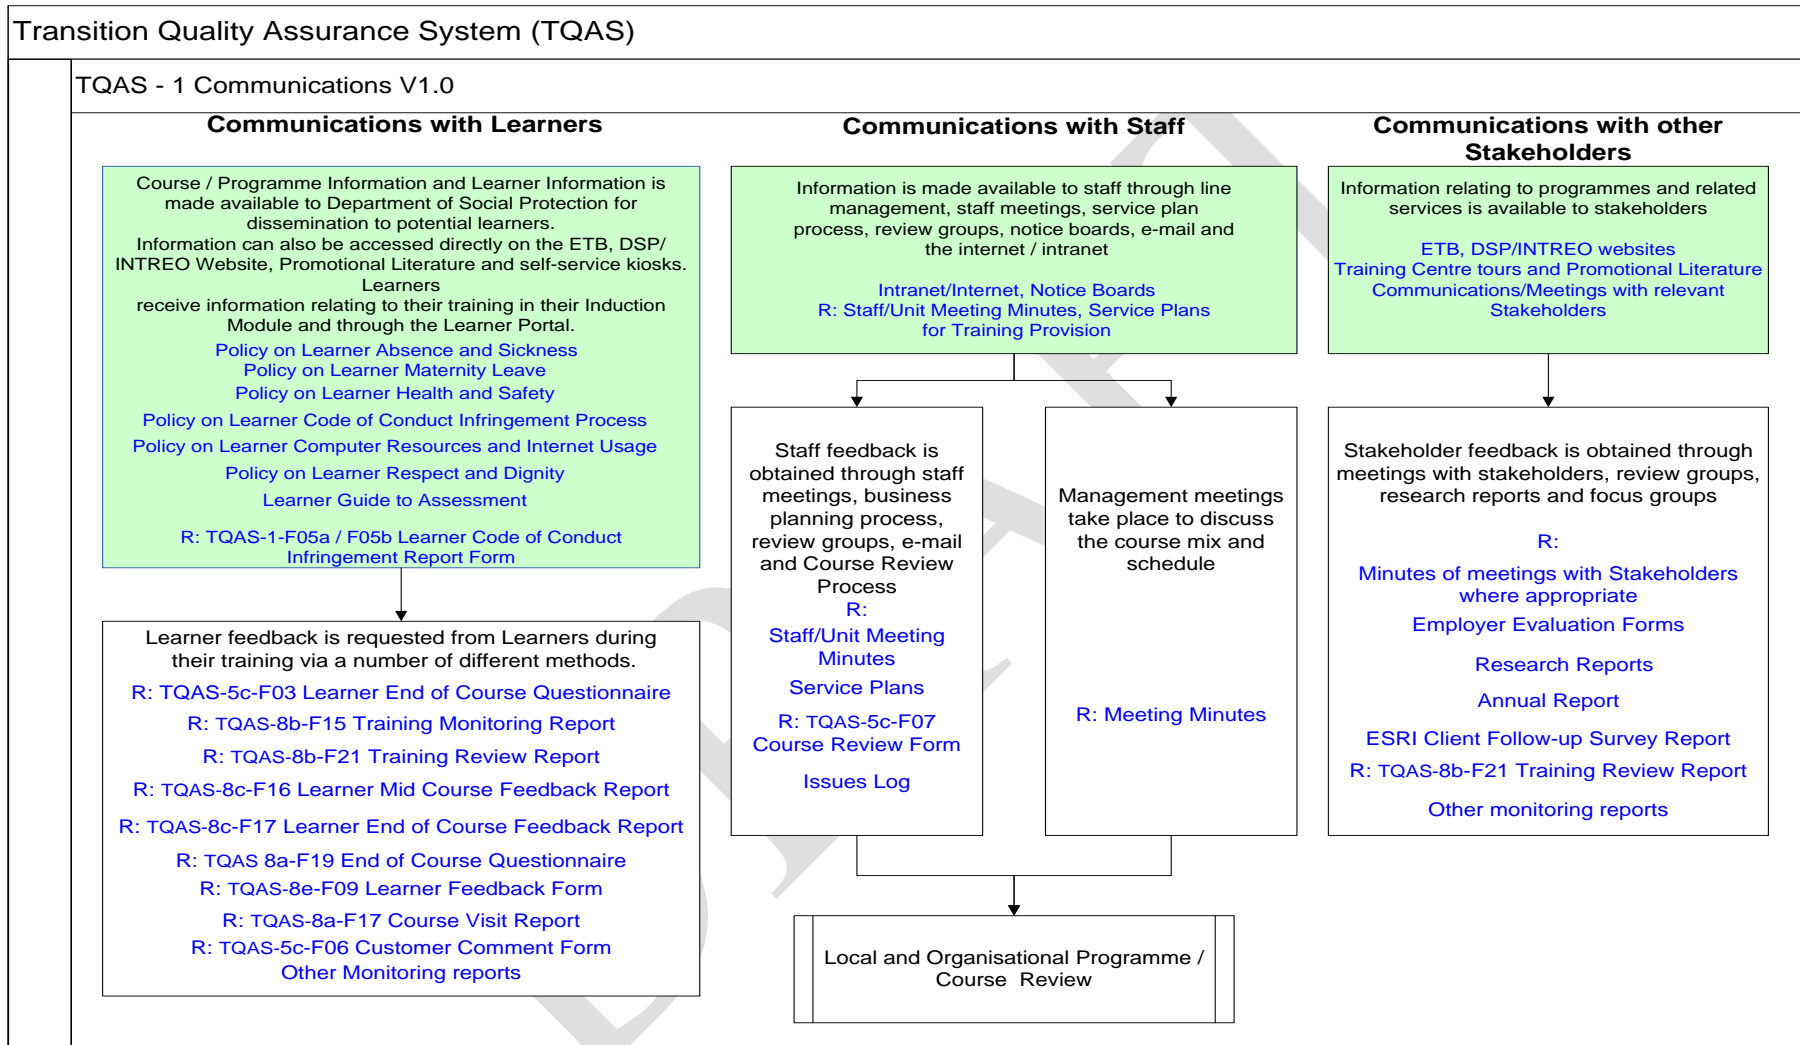 Transition Quality Assurance System (TQAS)
TQAS - 1 Communications V1.0
Communications with Learners
Course / Programme Information and Learner Information is
made available to Department of Social Protection for
dissemination to potential learners.
Information can also be accessed directly on the ETB, DSP/
INTREO Website, Promotional Literature and self-service kiosks.
Learners
receive information relating to their training in their Induction
Module and through the Learner Portal.
Policy on Learner Absence and Sickness
Policy on Learner Maternity Leave
Policy on Learner Health and Safety
Policy on Learner Code of Conduct Infringement Process
Policy on Learner Computer Resources and Internet Usage
Policy on Learner Respect and Dignity
Learner Guide to Assessment
R: TQAS-1-F05a / F05b Learner Code of Conduct
Infringement Report Form
Learner feedback is requested from Learners during
their training via a number of different methods.
R: TQAS-5c-F03 Learner End of Course Questionnaire
R: TQAS-8b-F15 Training Monitoring Report
R: TQAS-8b-F21 Training Review Report
R: TQAS-8c-F16 Learner Mid Course Feedback Report
R: TQAS-8c-F17 Learner End of Course Feedback Report
R: TQAS 8a-F19 End of Course Questionnaire
R: TQAS-8e-F09 Learner Feedback Form
R: TQAS-8a-F17 Course Visit Report
R: TQAS-5c-F06 Customer Comment Form
Other Monitoring reports
Communications with Staff
Information is made available to staff through line
management, staff meetings, service plan
process, review groups, notice boards, e-mail and
the internet / intranet
Intranet/Internet, Notice Boards
R: Staff/Unit Meeting Minutes, Service Plans
for Training Provision
Staff feedback is
obtained through staff
meetings, business
planning process,
review groups, e-mail
and Course Review
Process
R:
Staff/Unit Meeting
Minutes
Service Plans
R: TQAS-5c-F07
Course Review Form
Issues Log
Management meetings
take place to discuss
the course mix and
schedule
R: Meeting Minutes
Local and Organisational Programme /
Course Review
Communications with other
Stakeholders
Information relating to programmes and related
services is available to stakeholders
ETB, DSP/INTREO websites
Training Centre tours and Promotional Literature
Communications/Meetings with relevant
Stakeholders
Stakeholder feedback is obtained through
meetings with stakeholders, review groups,
research reports and focus groups
R:
Minutes of meetings with Stakeholders
where appropriate
Employer Evaluation Forms
Research Reports
Annual Report
ESRI Client Follow-up Survey Report
R: TQAS-8b-F21 Training Review Report
Other monitoring reports
DRAFT